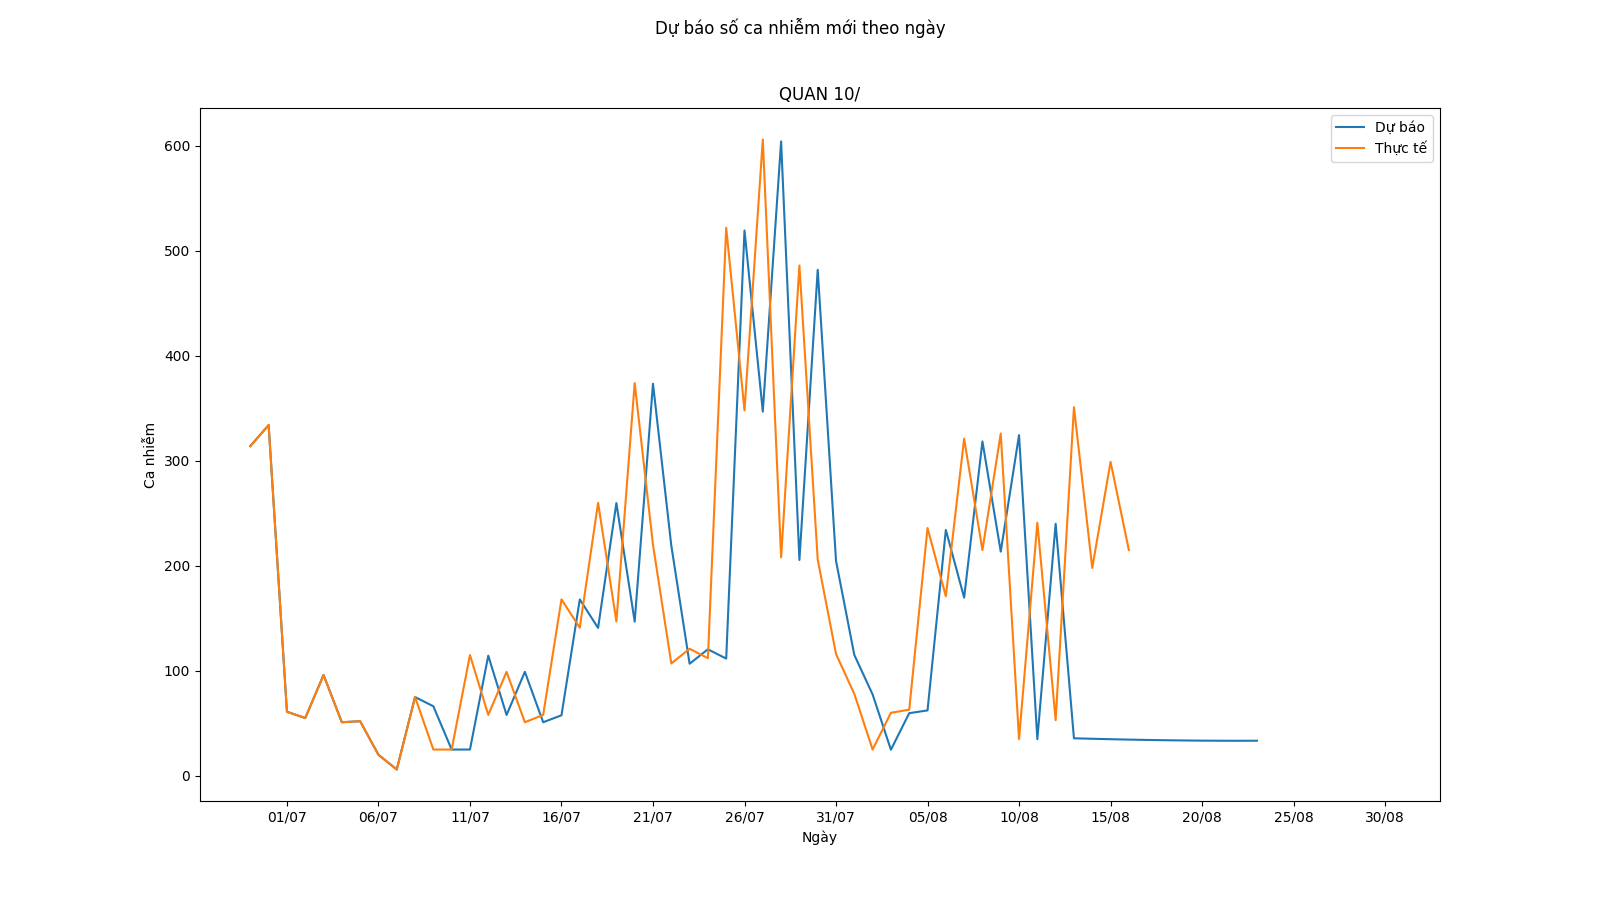 Dự báo số ca nhiễm mới theo ngày
QUAN 10/
Dự báo
Thực tế
600
500
400
300
200
100
0
Ca nhiễm
01/07 06/07 11/07 16/07 21/07 26/07 31/07 05/08 10/08 15/08 20/08 25/08 30/08
Ngày